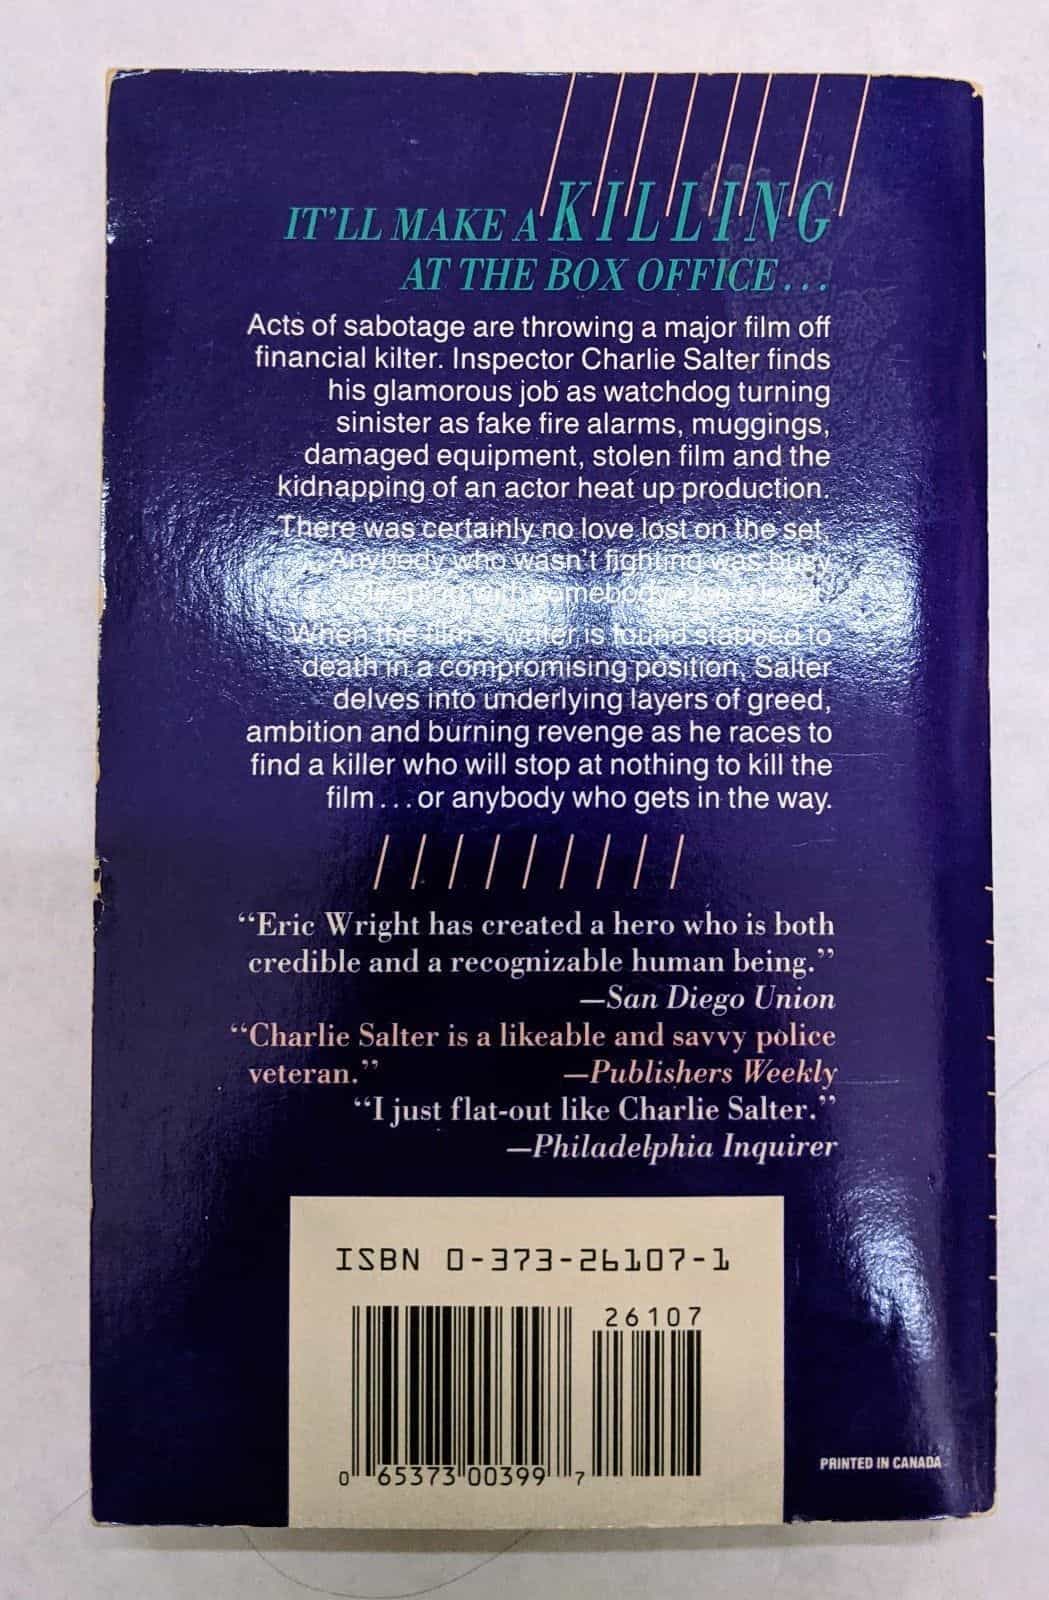 IT'LL MAKE A KILLING
AT THE BOX OFFICE...
Acts of sabotage are throwing a major film off
financial kilter. Inspector Charlie Salter finds
his glamorous job as watchdog turning
sinister as fake fire alarms, muggings,
damaged equipment, stolen film and the
kidnapping of an actor heat up production.
There was certainly no love lost on the set.
Anybody who wasn't fighting was busy
sleeping with somebody else's
When the film's writer is found stabbed to
death in a compromising position, Salter
delves into underlying layers of greed,
ambition and burning revenge as he races to
find a killer who will stop at nothing to kill the
film...or anybody who gets in the way.
“Eric Wright has created a hero who is both
credible and a recognizable human being.”
—San Diego Union
“Charlie Salter is a likeable and savvy police
veteran.” —Publishers Weekly
“I just flat-out like Charlie Salter.”
—Philadelphia Inquirer
ISBN 0-373-26107-1
26107
0 65373 00399 7
PRINTED IN CANADA